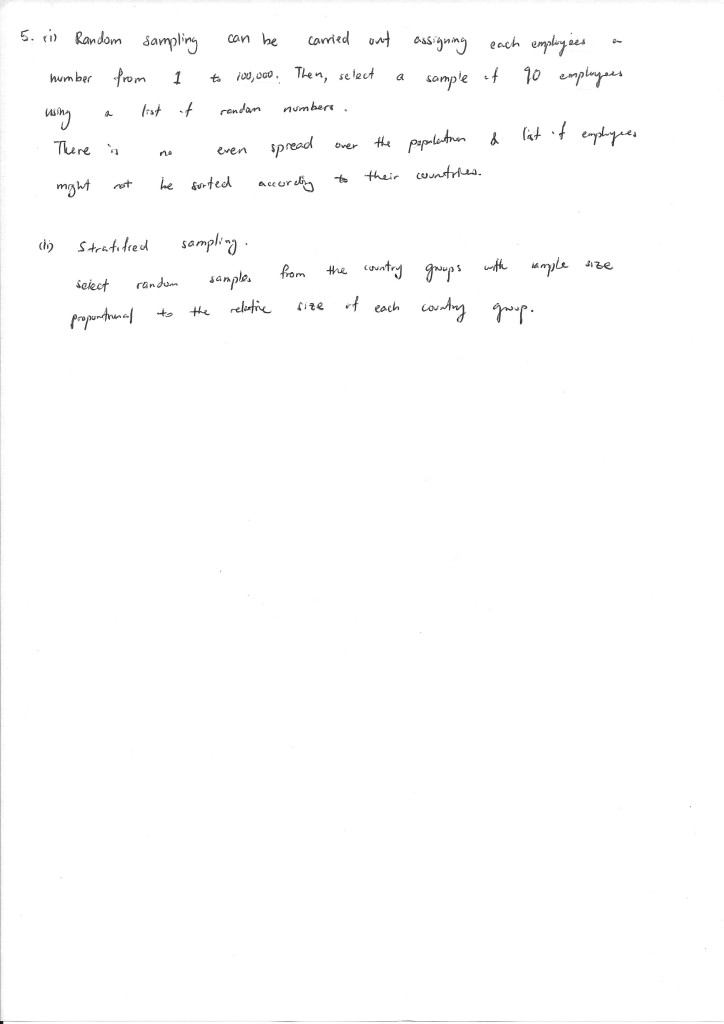 5. (i) Random sampling can be carried out assigning each employees a
number from 1 to 100,000. Then, select a sample of 90 employees
using a list of random numbers.
There is no even spread over the population & list of employees
might not be sorted according to their countries.
(ii) Stratified sampling.
select random samples from the country groups with sample size
proportional to the relative size of each country group.